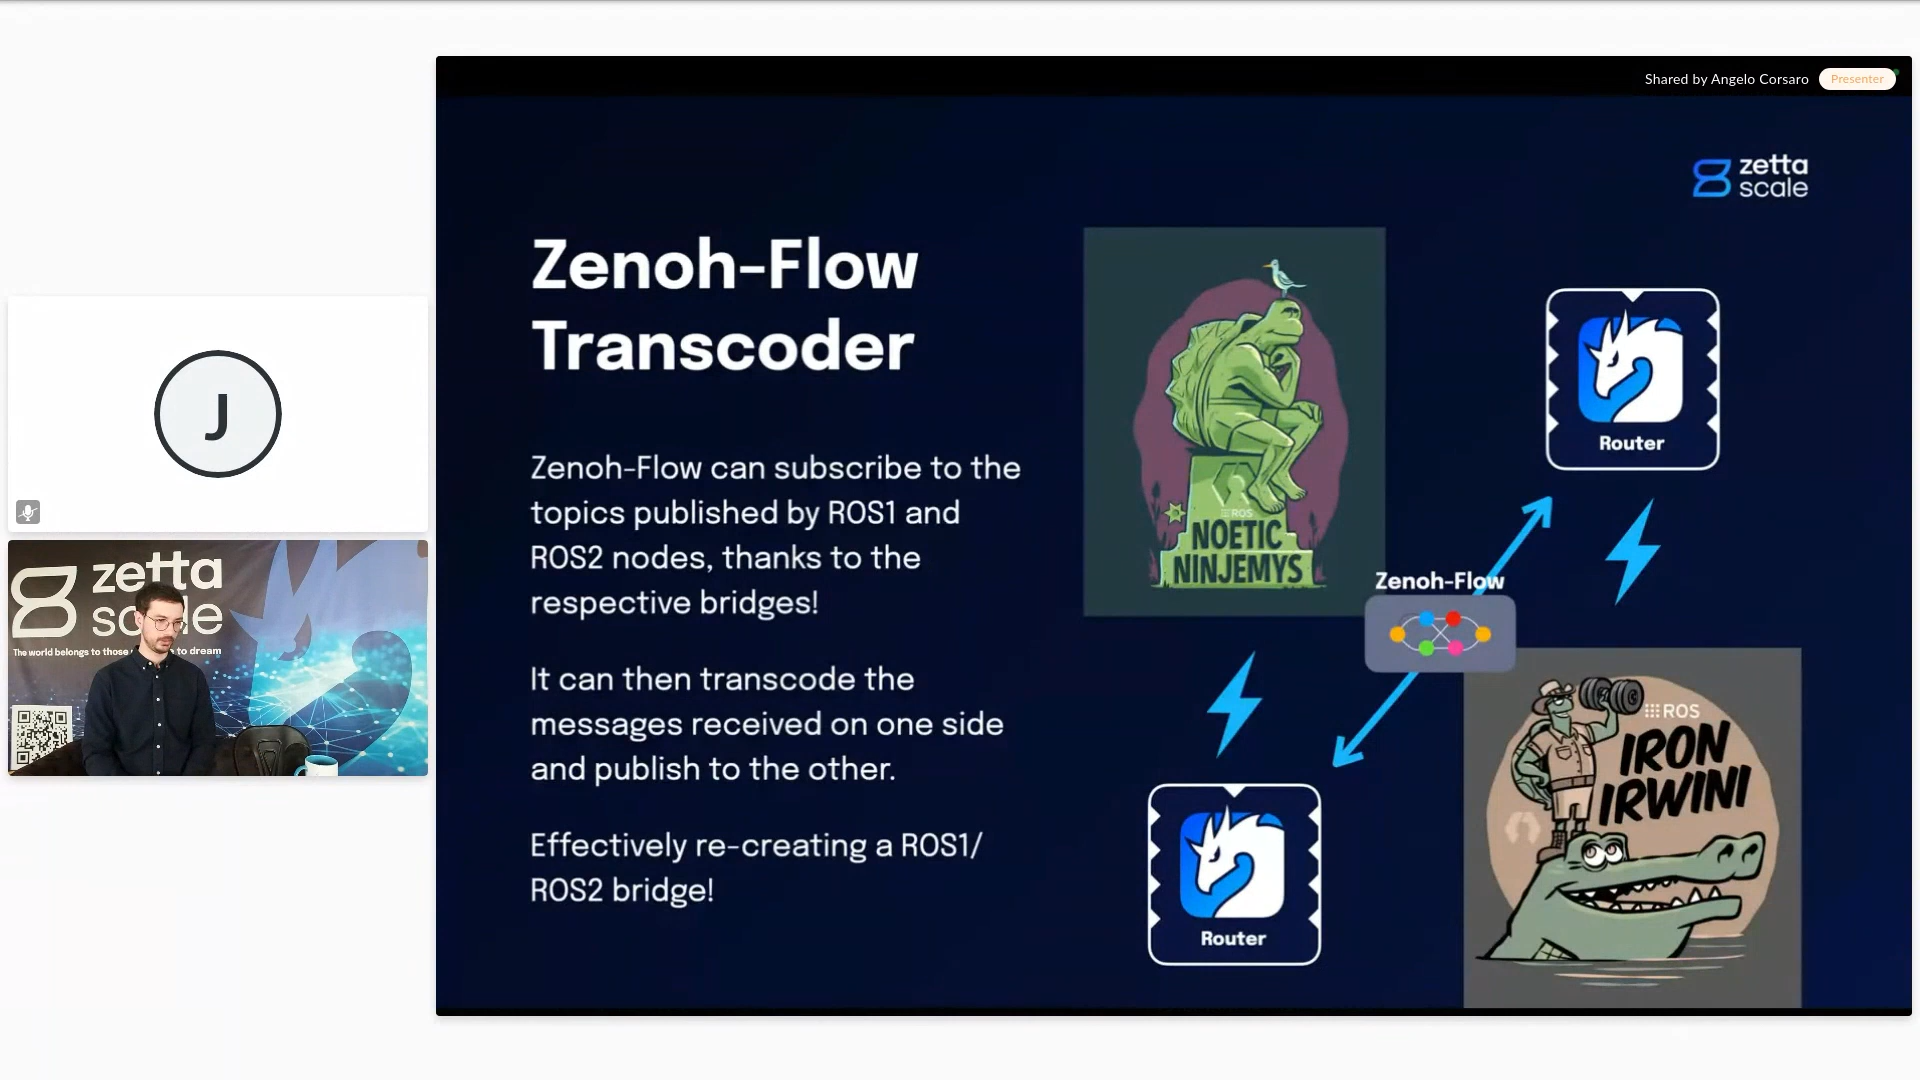 Shared by Angelo Corsaro
Presenter
zetta
scale
Zenoh-Flow
Transcoder
Zenoh-Flow can subscribe to the
topics published by ROS1 and
ROS2 nodes, thanks to the
respective bridges!
It can then transcode the
messages received on one side
and publish to the other.
Effectively re-creating a ROS1/
ROS2 bridge!
ROS
NOETIC
NINJEMYS
Router
Zenoh-Flow
Router
ROS
IRON
IRWINI
J
zetta
sc le
The world belongs to those
to dream